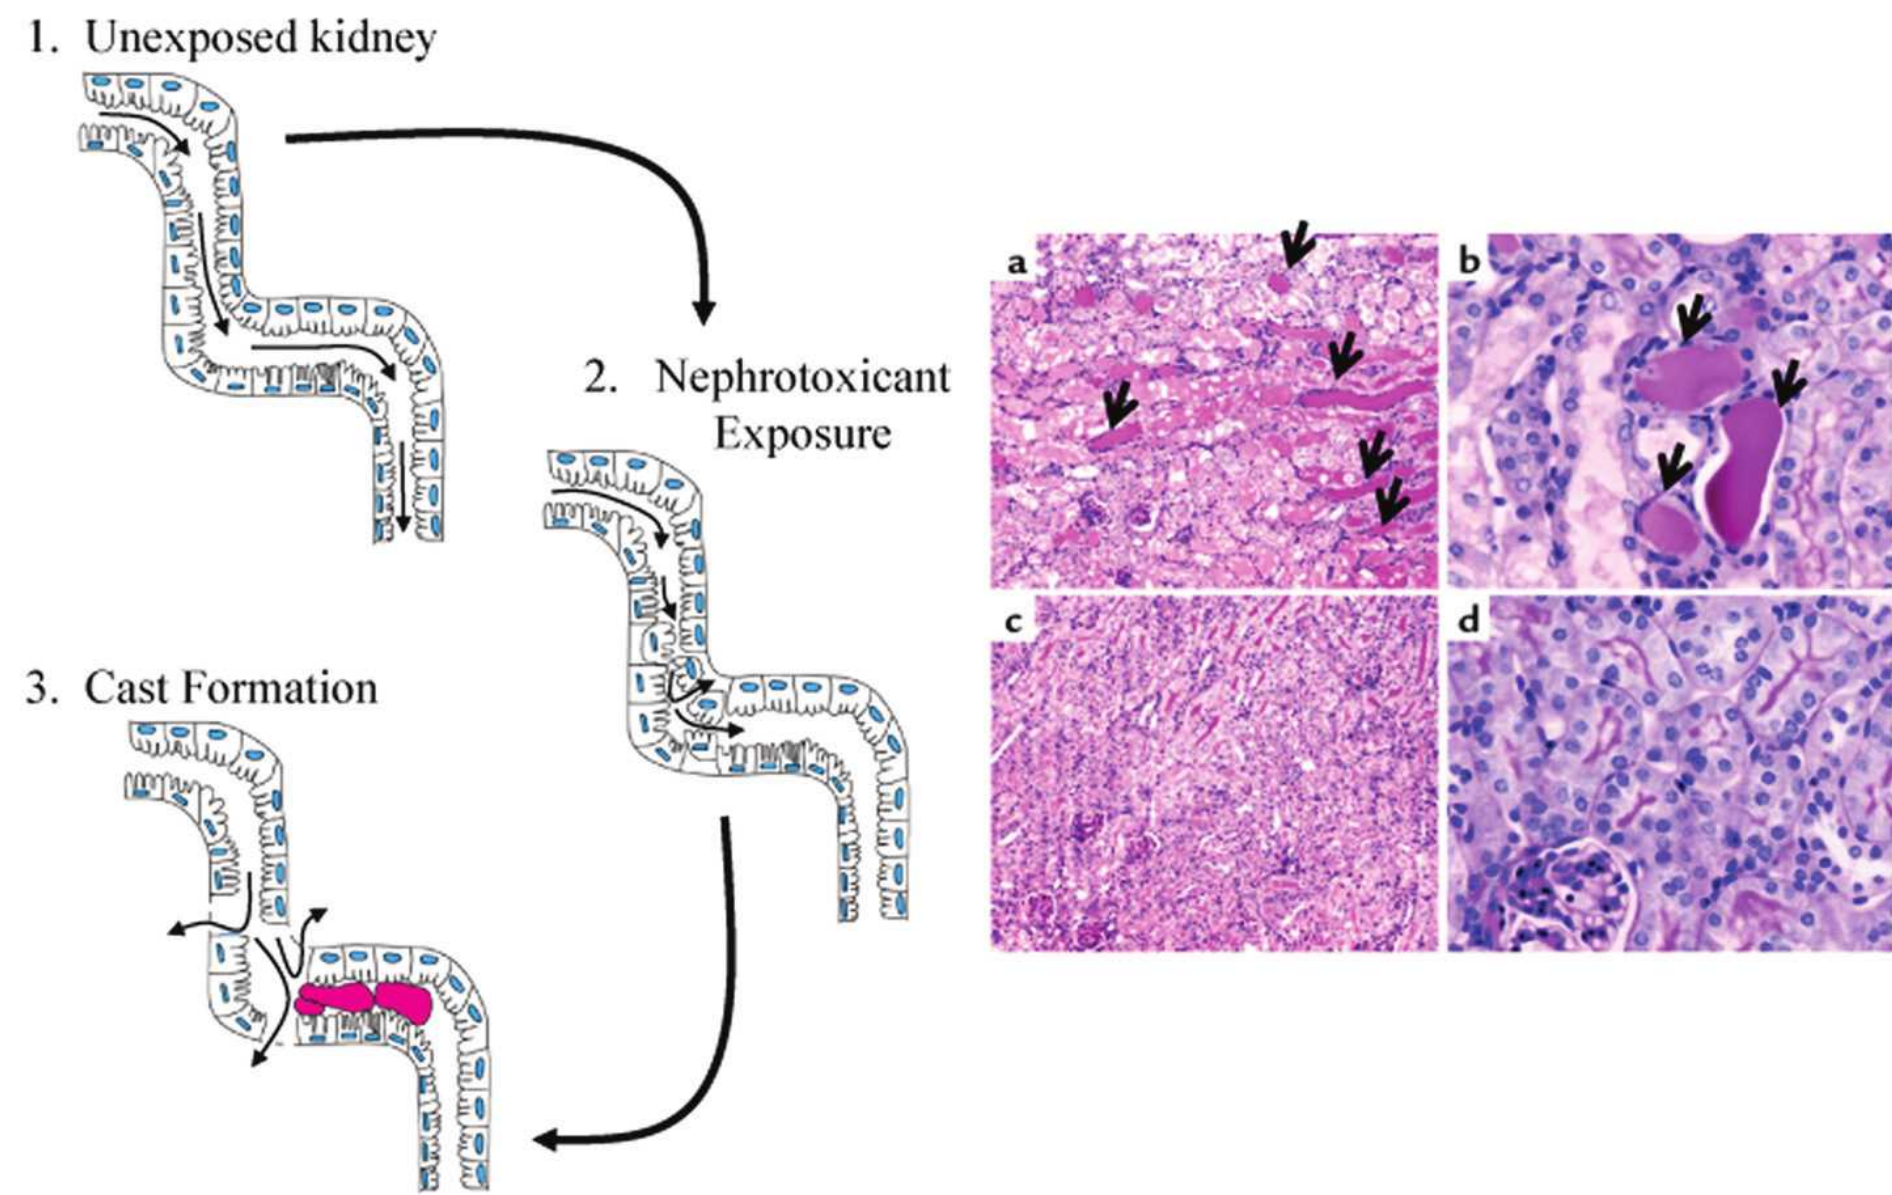 1. Unexposed kidney
2. Nephrotoxicant
Exposure
3. Cast Formation
a
b
c
d